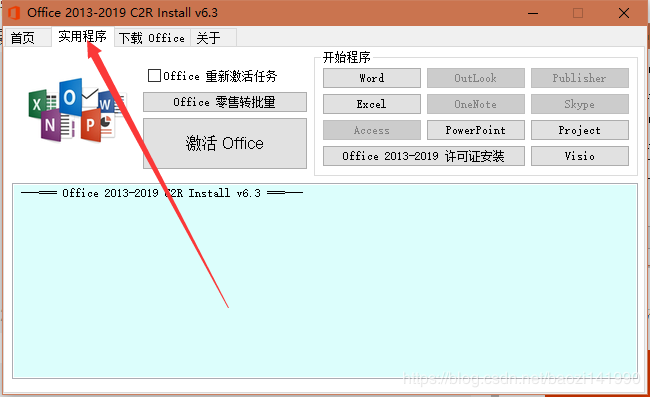 Office 2013-2019 C2R Install v6.3
首页 实用程序 下载 Office 关于
开始程序
Office 重新激活任务
Office 零售转批量
激活 Office
Word OutLook Publisher
Excel OneNote Skype
Access PowerPoint Project
Office 2013-2019 许可证安装 Visio
Office 2013-2019 C2R Install v6.3
https://blog.csdn.net/baozi141990